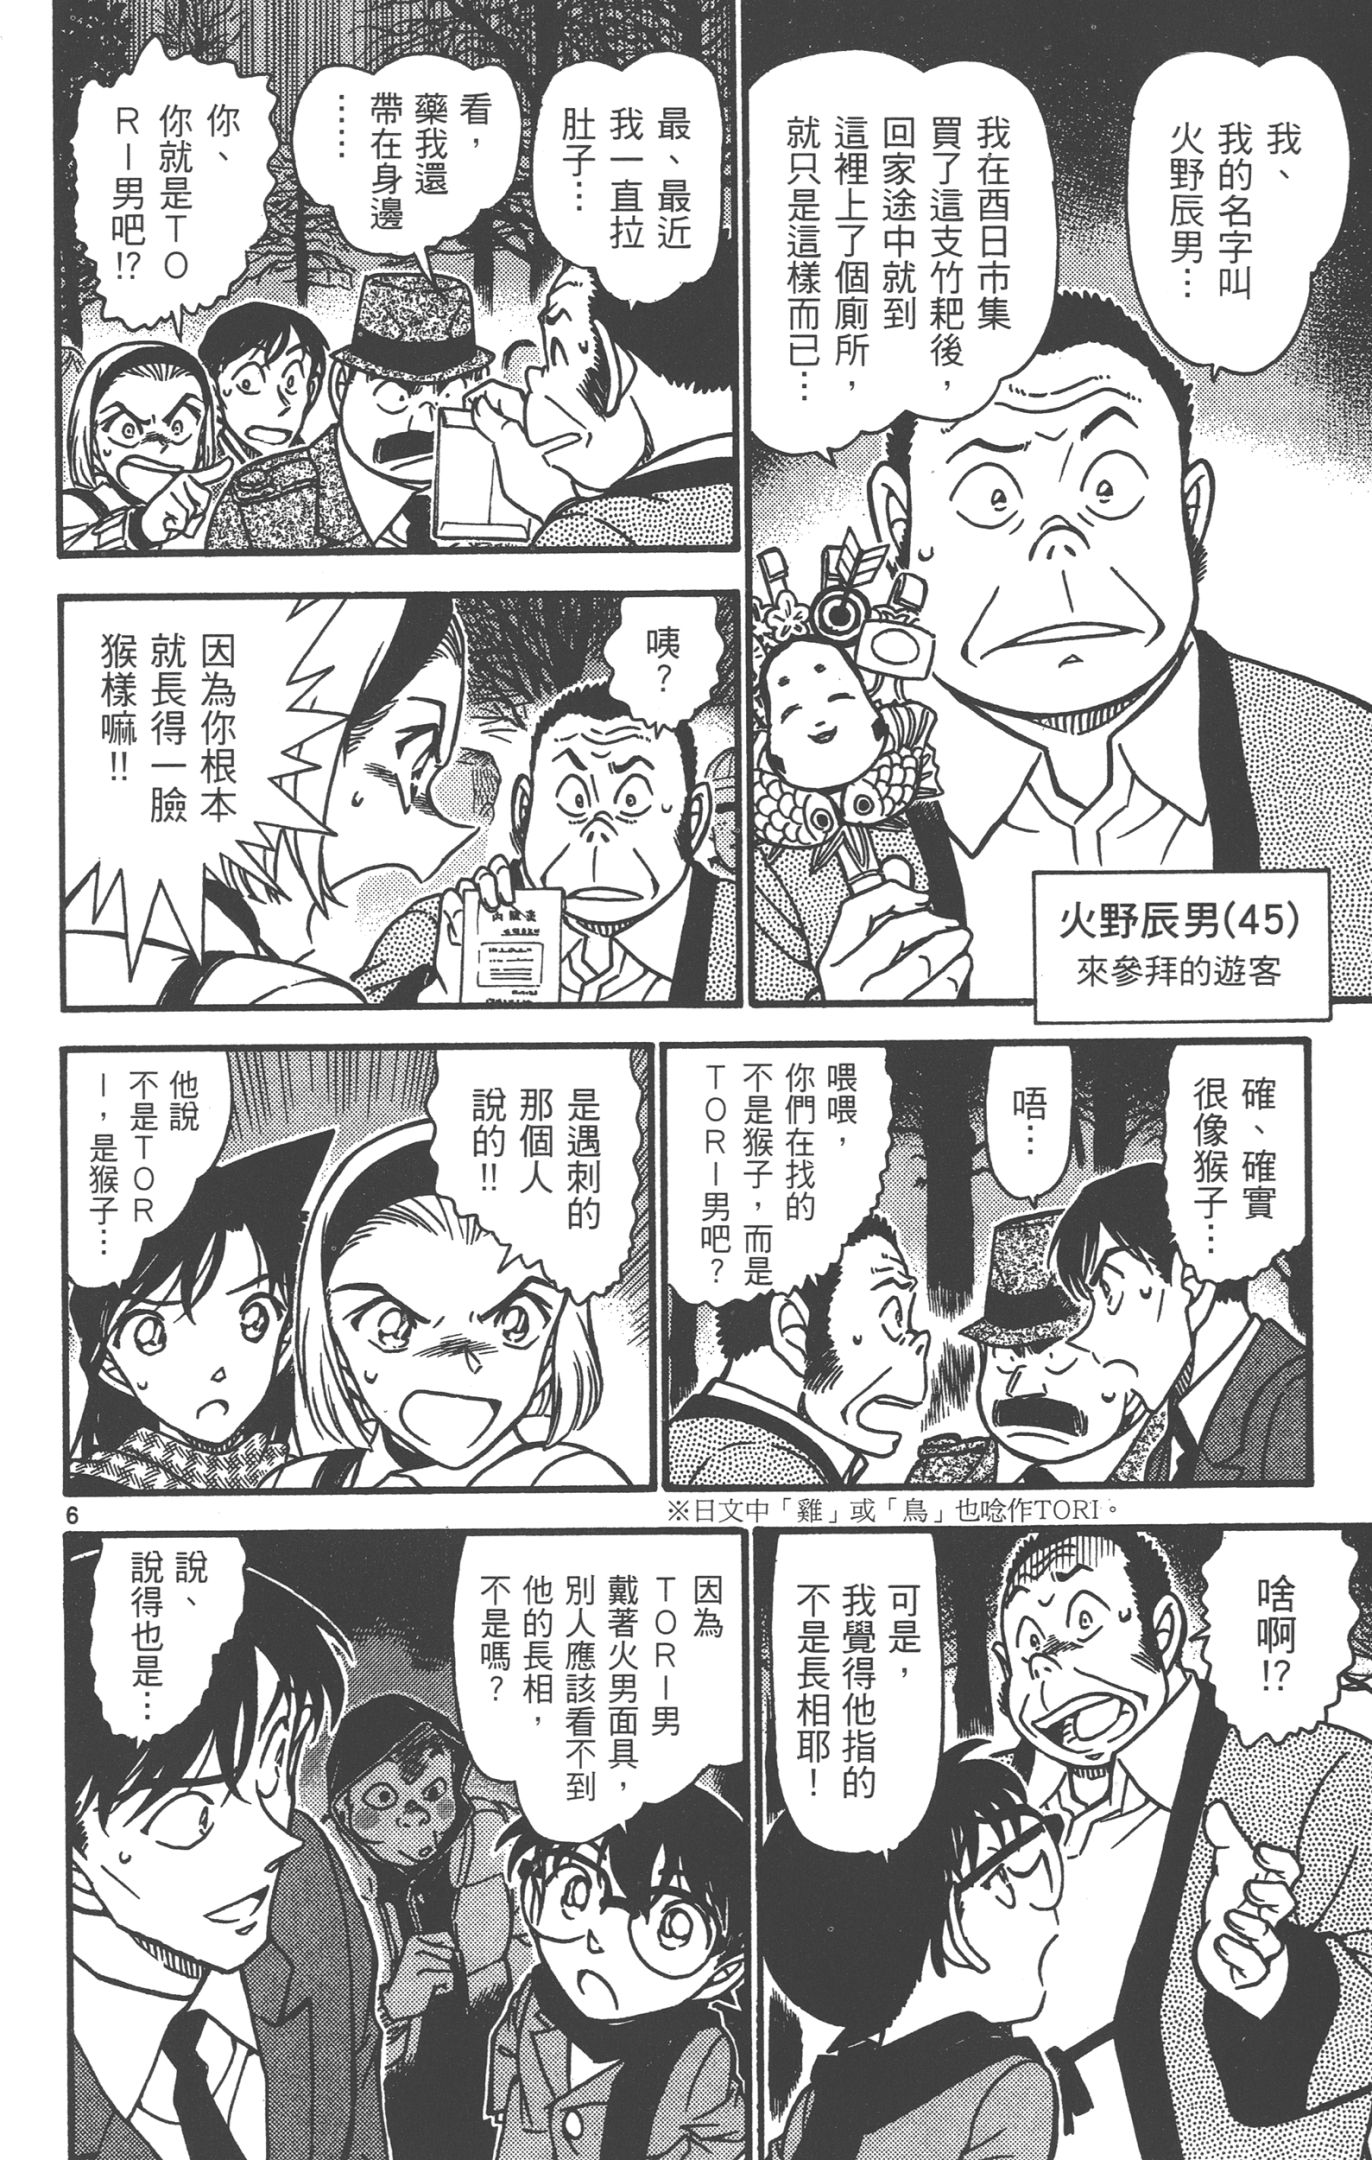 我、
我的名字叫
火野辰男…
我在酉日市集
買了這支竹耙後，
回家途中就到
這裡上了個廁所，
就只是這樣而已…
火野辰男(45)
來參拜的遊客
最、最近
我一直拉
肚子…
看，
藥我還
帶在身邊
……
你、
你就是TO
RI男吧!?
咦？
因為你根本
就長得一臉
猴樣嘛!!
確、確實
很像猴子…
唔…
喂喂，
你們在找的
不是猴子，而是
TORI男吧？
是遇刺的
那個人
說的!!
他說
不是TOR
I，是猴子…
※日文中「雞」或「鳥」也唸作TORI。
6
啥啊!?
可是，
我覺得他指的
不是長相耶！
因為
TORI男
戴著火男面具，
別人應該看不到
他的長相，
不是嗎？
說、
說得也是…